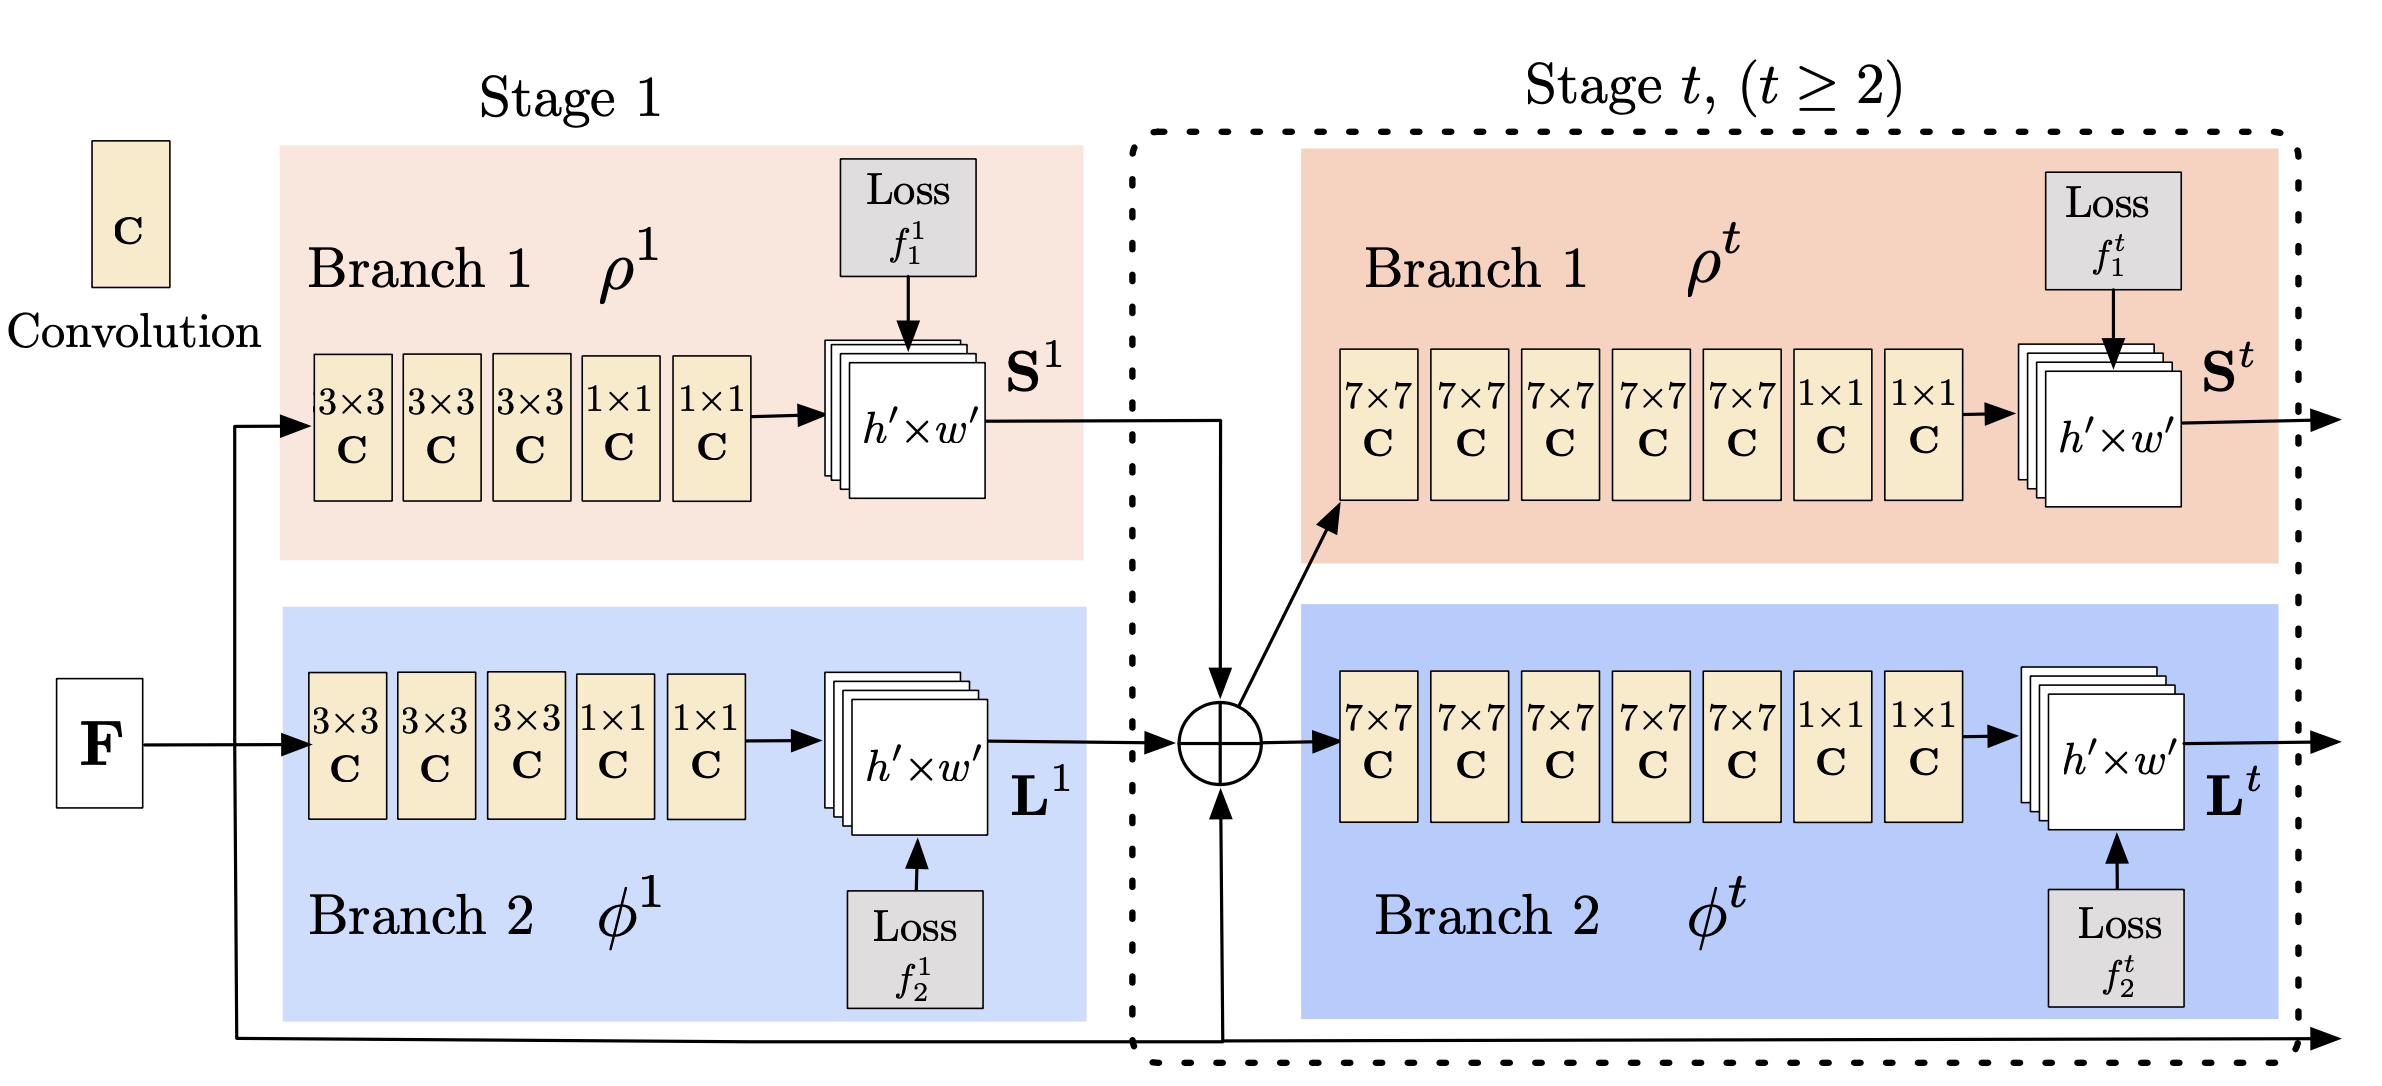 Stage 1
Stage t, (t ≥ 2)
C
Convolution
Branch 1 ρ¹
Loss
f₁¹
3×3 3×3 3×3 1×1 1×1
C C C C C
h′×w′
S¹
Branch 1 ρᵗ
Loss
f₁ᵗ
7×7 7×7 7×7 7×7 7×7 1×1 1×1
C C C C C C C
h′×w′
Sᵗ
F
3×3 3×3 3×3 1×1 1×1
C C C C C
h′×w′
L¹
Branch 2 ϕ¹
Loss
f₂¹
7×7 7×7 7×7 7×7 7×7 1×1 1×1
C C C C C C C
h′×w′
Lᵗ
Branch 2 ϕᵗ
Loss
f₂ᵗ